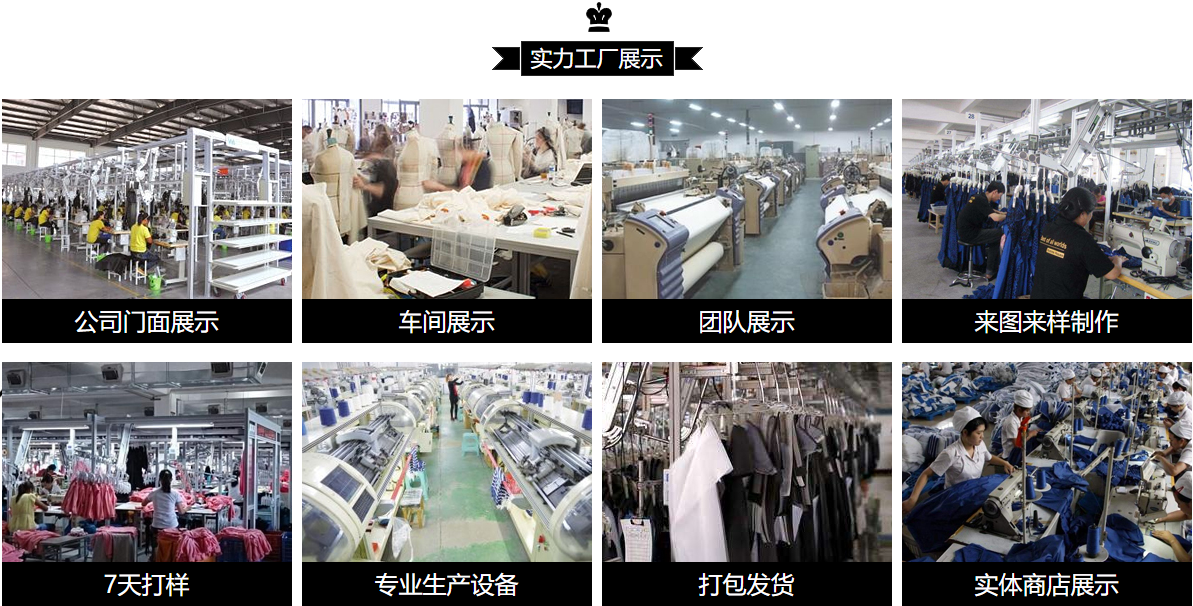 实力工厂展示
公司门面展示
车间展示
团队展示
来图来样制作
7天打样
专业生产设备
打包发货
实体商店展示